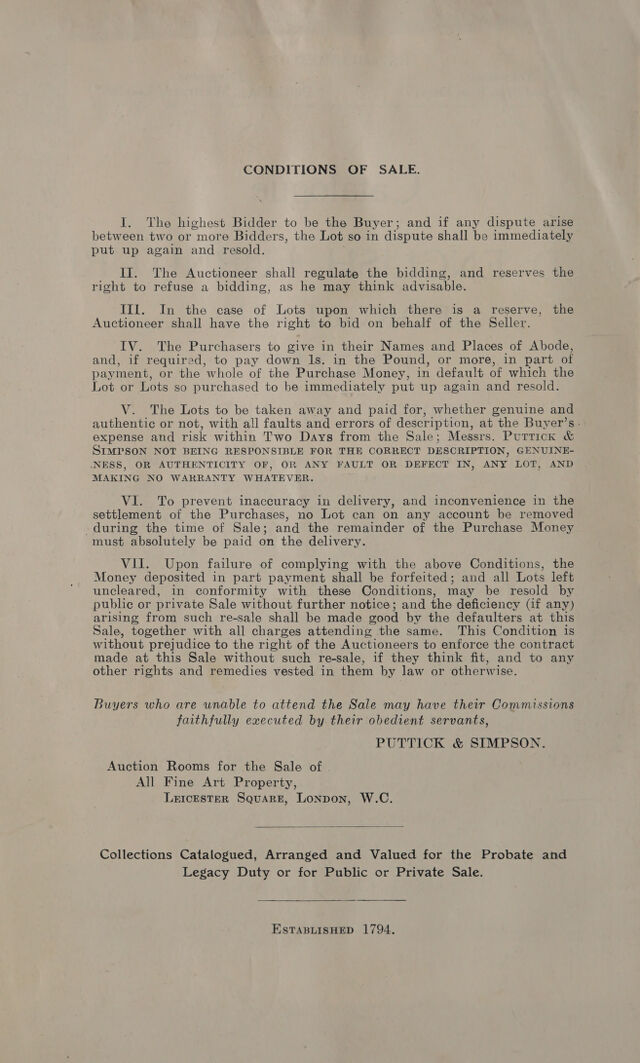 CONDITIONS OF SALE.
I. The highest Bidder to be the Buyer; and if any dispute arise
between two or more Bidders, the Lot so in dispute shall be immediately
put up again and resold.
II. The Auctioneer shall regulate the bidding, and reserves the
right to refuse a bidding, as he may think advisable.
III. In the case of Lots upon which there is a reserve, the
Auctioneer shall have the right to bid on behalf of the Seller.
IV. The Purchasers to give in their Names and Places of Abode,
and, if required, to pay down 1s. in the Pound, or more, in part of
payment, or the whole of the Purchase Money, in default of which the
Lot or Lots so purchased to be immediately put up again and resold.
V. The Lots to be taken away and paid for, whether genuine and
authentic or not, with all faults and errors of description, at the Buyer's
expense and risk within Two Days from the Sale; Messrs. PUTTICK &
SIMPSON NOT BEING RESPONSIBLE FOR THE CORRECT DESCRIPTION, GENUINE-
NESS, OR AUTHENTICITY OF, OR ANY FAULT OR DEFECT IN, ANY LOT, AND
MAKING NO WARRANTY WHATEVER.
VI. To prevent inaccuracy in delivery, and inconvenience in the
settlement of the Purchases, no Lot can on any account be removed
during the time of Sale; and the remainder of the Purchase Money
must absolutely be paid on the delivery.
VII. Upon failure of complying with the above Conditions, the
Money deposited in part payment shall be forfeited; and all Lots left
uncleared, in conformity with these Conditions, may be resold by
public or private Sale without further notice; and the deficiency (if any)
arising from such re-sale shall be made good by the defaulters at this
Sale, together with all charges attending the same. This Condition is
without prejudice to the right of the Auctioneers to enforce the contract
made at this Sale without such re-sale, if they think fit, and to any
other rights and remedies vested in them by law or otherwise.
Buyers who are unable to attend the Sale may have their Commissions
faithfully executed by their obedient servants,
PUTTICK & SIMPSON.
Auction Rooms for the Sale of
All Fine Art Property,
LEICESTER SQUARE, LONDON, W.C.
Collections Catalogued, Arranged and Valued for the Probate and
Legacy Duty or for Public or Private Sale.
ESTABLISHED 1794.